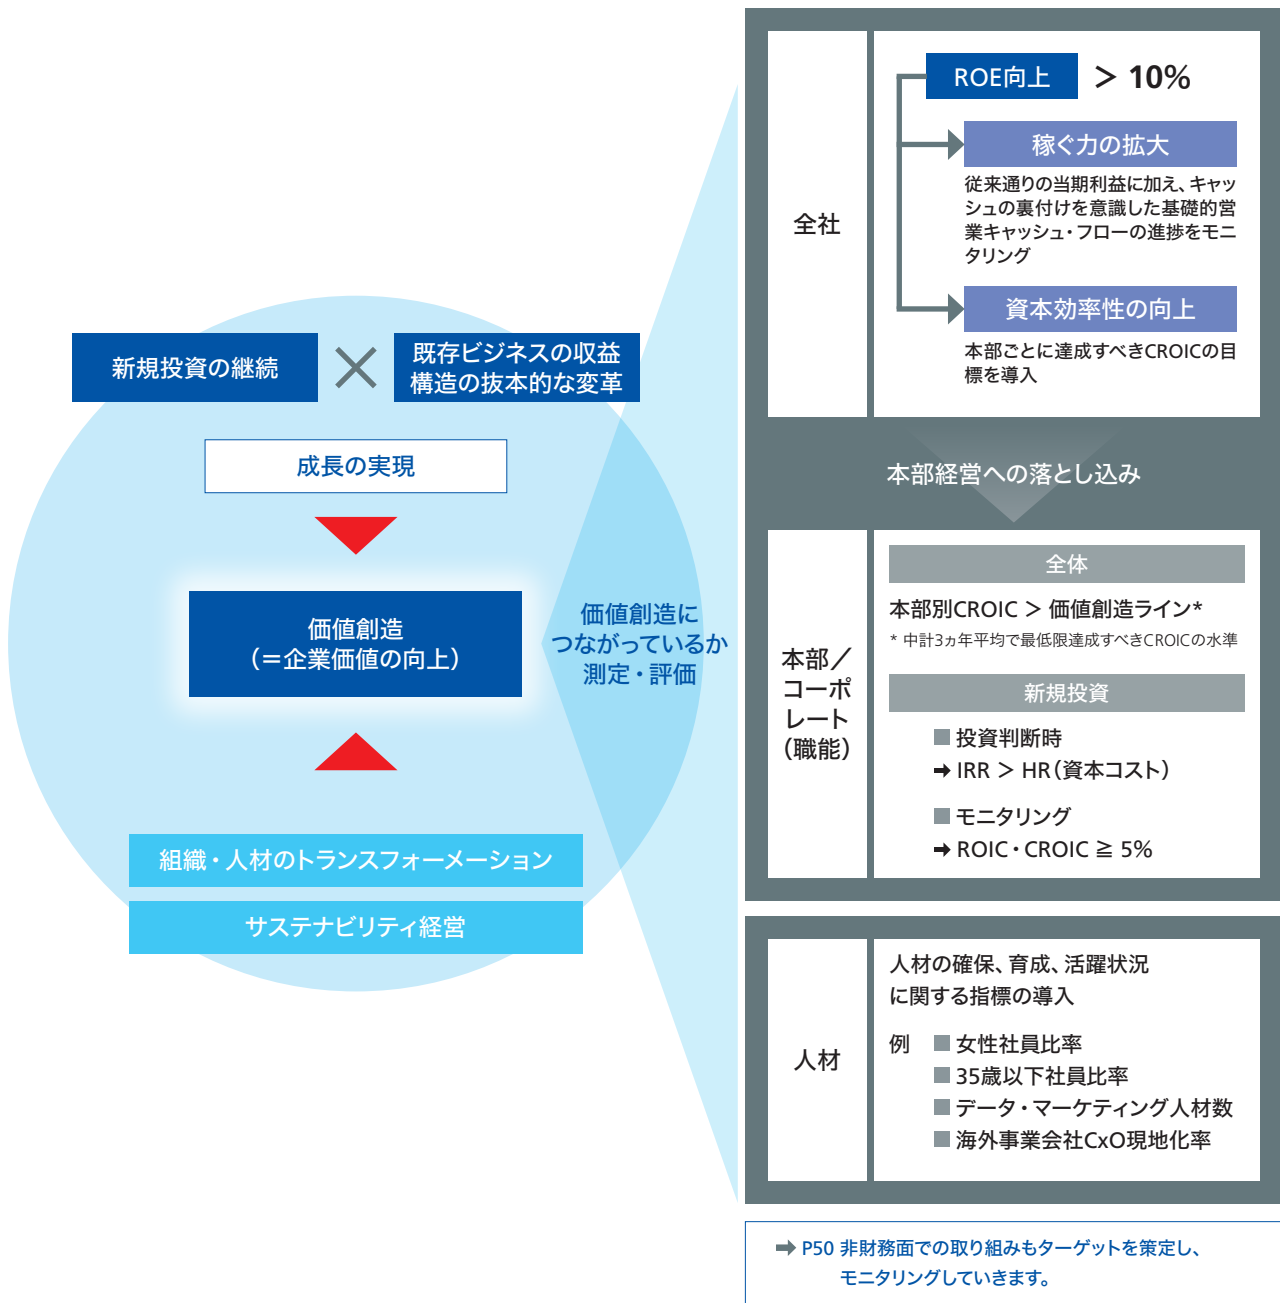 新規投資の継続
既存ビジネスの収益
構造の抜本的な変革
成長の実現
価値創造
（＝企業価値の向上）
組織・人材のトランスフォーメーション
サステナビリティ経営
価値創造に
つながっているか
測定・評価
全社
ROE向上 ＞ 10%
稼ぐ力の拡大
従来通りの当期利益に加え、キャッ
シュの裏付けを意識した基礎的営
業キャッシュ・フローの進捗をモニ
タリング
資本効率性の向上
本部ごとに達成すべきCROICの目
標を導入
本部経営への落とし込み
本部／
コーポ
レート
（職能）
全体
本部別CROIC ＞ 価値創造ライン*
* 中計3ヵ年平均で最低限達成すべきCROICの水準
新規投資
■ 投資判断時
➡ IRR ＞ HR（資本コスト）
■ モニタリング
➡ ROIC・CROIC ≧ 5%
人材
人材の確保、育成、活躍状況
に関する指標の導入
例 ■ 女性社員比率
■ 35歳以下社員比率
■ データ・マーケティング人材数
■ 海外事業会社CxO現地化率
➡ P50 非財務面での取り組みもターゲットを策定し、
モニタリングしていきます。